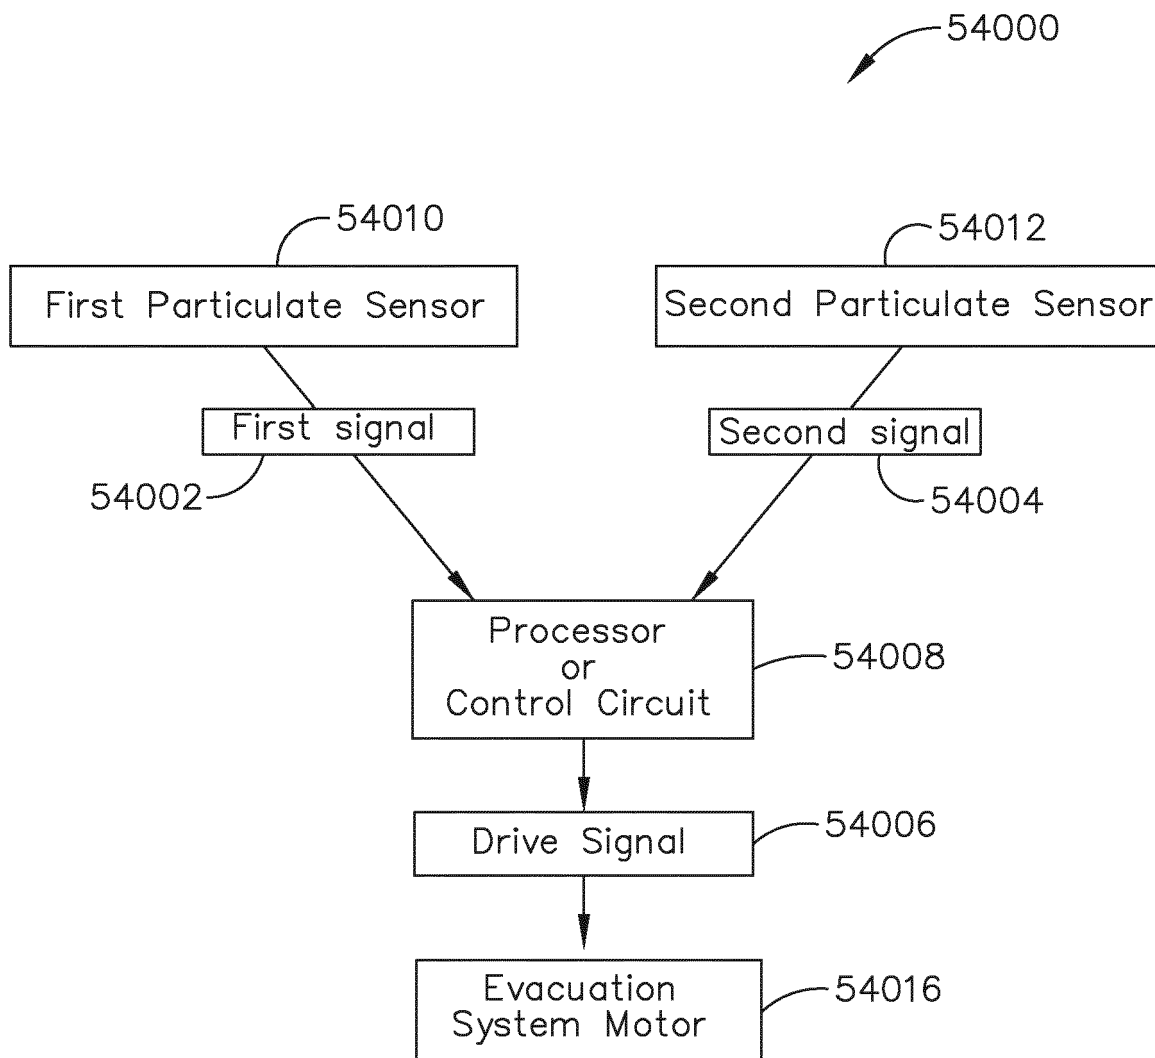 54000
54010
54012
First Particulate Sensor
Second Particulate Sensor
First signal
Second signal
54002
54004
Processor
or
Control Circuit
54008
Drive Signal
54006
Evacuation
System Motor
54016